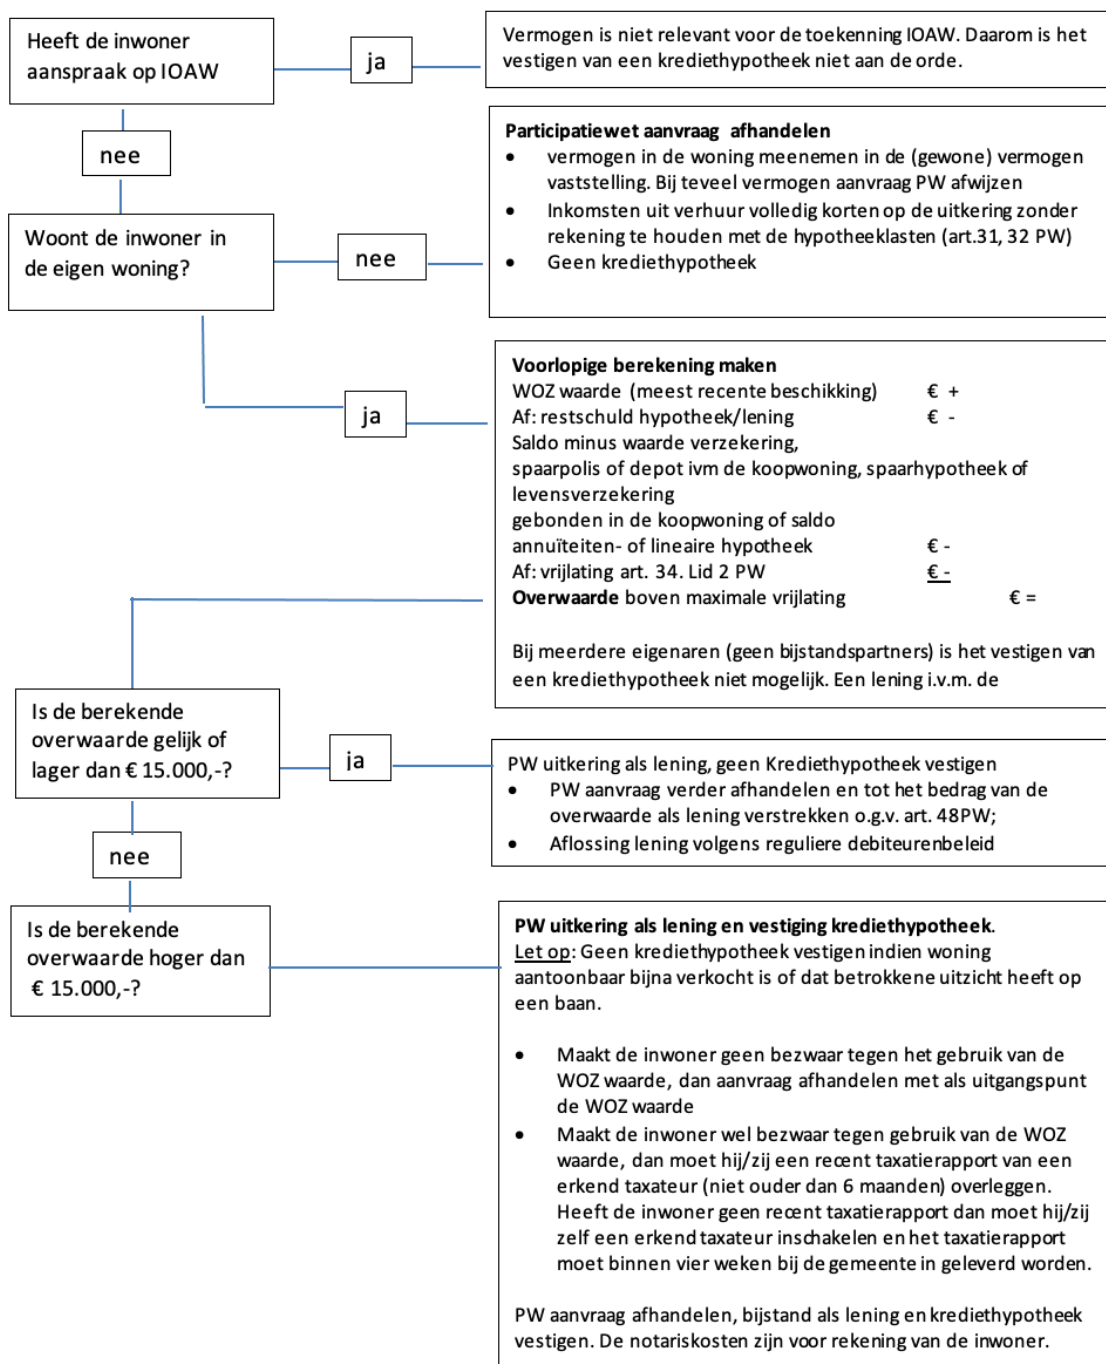 Heeft de inwoner
aanspraak op IOAW
ja
Vermogen is niet relevant voor de toekenning IOAW. Daarom is het
vestigen van een krediethypotheek niet aan de orde.
nee
Participatiewet aanvraag afhandelen
• vermogen in de woning meenemen in de (gewone) vermogen
vaststelling. Bij teveel vermogen aanvraag PW afwijzen
• Inkomsten uit verhuur volledig korten op de uitkering zonder
rekening te houden met de hypotheeklasten (art.31, 32 PW)
• Geen krediethypotheek
Woont de inwoner in
de eigen woning?
nee
ja
Voorlopige berekening maken
WOZ waarde (meest recente beschikking) € +
Af: restschuld hypotheek/lening € -
Saldo minus waarde verzekering,
spaarpolis of depot ivm de koopwoning, spaarhypotheek of
levensverzekering
gebonden in de koopwoning of saldo
annuïteiten- of lineaire hypotheek € -
Af: vrijlating art. 34. Lid 2 PW € -
Overwaarde boven maximale vrijlating € =
Bij meerdere eigenaren (geen bijstandspartners) is het vestigen van
een krediethypotheek niet mogelijk. Een lening i.v.m. de
Is de berekende
overwaarde gelijk of
lager dan € 15.000,-?
ja
PW uitkering als lening, geen Krediethypotheek vestigen
• PW aanvraag verder afhandelen en tot het bedrag van de
overwaarde als lening verstrekken o.g.v. art. 48PW;
• Aflossing lening volgens reguliere debiteurenbeleid
nee
Is de berekende
overwaarde hoger dan
€ 15.000,-?
PW uitkering als lening en vestiging krediethypotheek.
Let op: Geen krediethypotheek vestigen indien woning
aantoonbaar bijna verkocht is of dat betrokkene uitzicht heeft op
een baan.
• Maakt de inwoner geen bezwaar tegen het gebruik van de
WOZ waarde, dan aanvraag afhandelen met als uitgangspunt
de WOZ waarde
• Maakt de inwoner wel bezwaar tegen gebruik van de WOZ
waarde, dan moet hij/zij een recent taxatierapport van een
erkend taxateur (niet ouder dan 6 maanden) overleggen.
Heeft de inwoner geen recent taxatierapport dan moet hij/zij
zelf een erkend taxateur inschakelen en het taxatierapport
moet binnen vier weken bij de gemeente in geleverd worden.
PW aanvraag afhandelen, bijstand als lening en krediethypotheek
vestigen. De notariskosten zijn voor rekening van de inwoner.